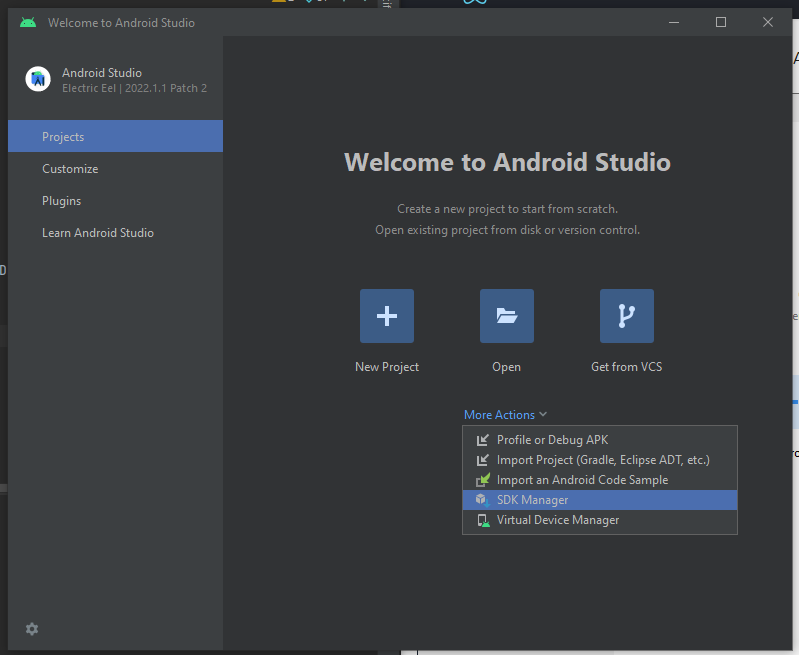 Welcome to Android Studio
Android Studio
Electric Eel | 2022.1.1 Patch 2
Projects
Customize
Plugins
Learn Android Studio
Welcome to Android Studio
Create a new project to start from scratch.
Open existing project from disk or version control.
New Project
Open
Get from VCS
More Actions
Profile or Debug APK
Import Project (Gradle, Eclipse ADT, etc.)
Import an Android Code Sample
SDK Manager
Virtual Device Manager